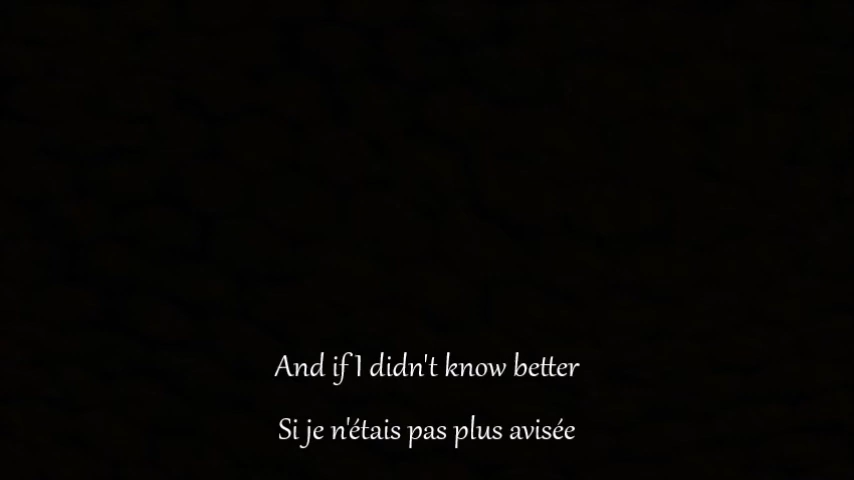 And if I didn't know better
Si je n'étais pas plus avisée